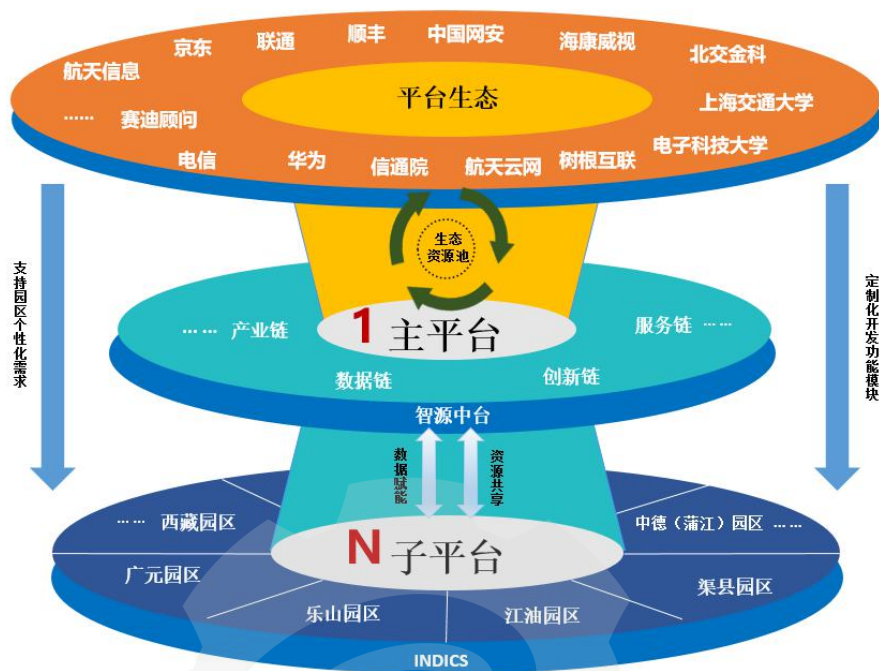 京东
联通
顺丰
中国网安
海康威视
北交金科
航天信息
平台生态
上海交通大学
…… 赛迪顾问
电子科技大学
电信
华为
信通院
航天云网
树根互联
生态
资源池
支持园区个性化需求
定制化开发功能模块
…… 产业链
1 主平台
服务链 ……
数据链
创新链
智源中台
数据赋能
资源共享
…… 西藏园区
中德（蒲江）园区 ……
N 子平台
广元园区
渠县园区
乐山园区
江油园区
INDICS